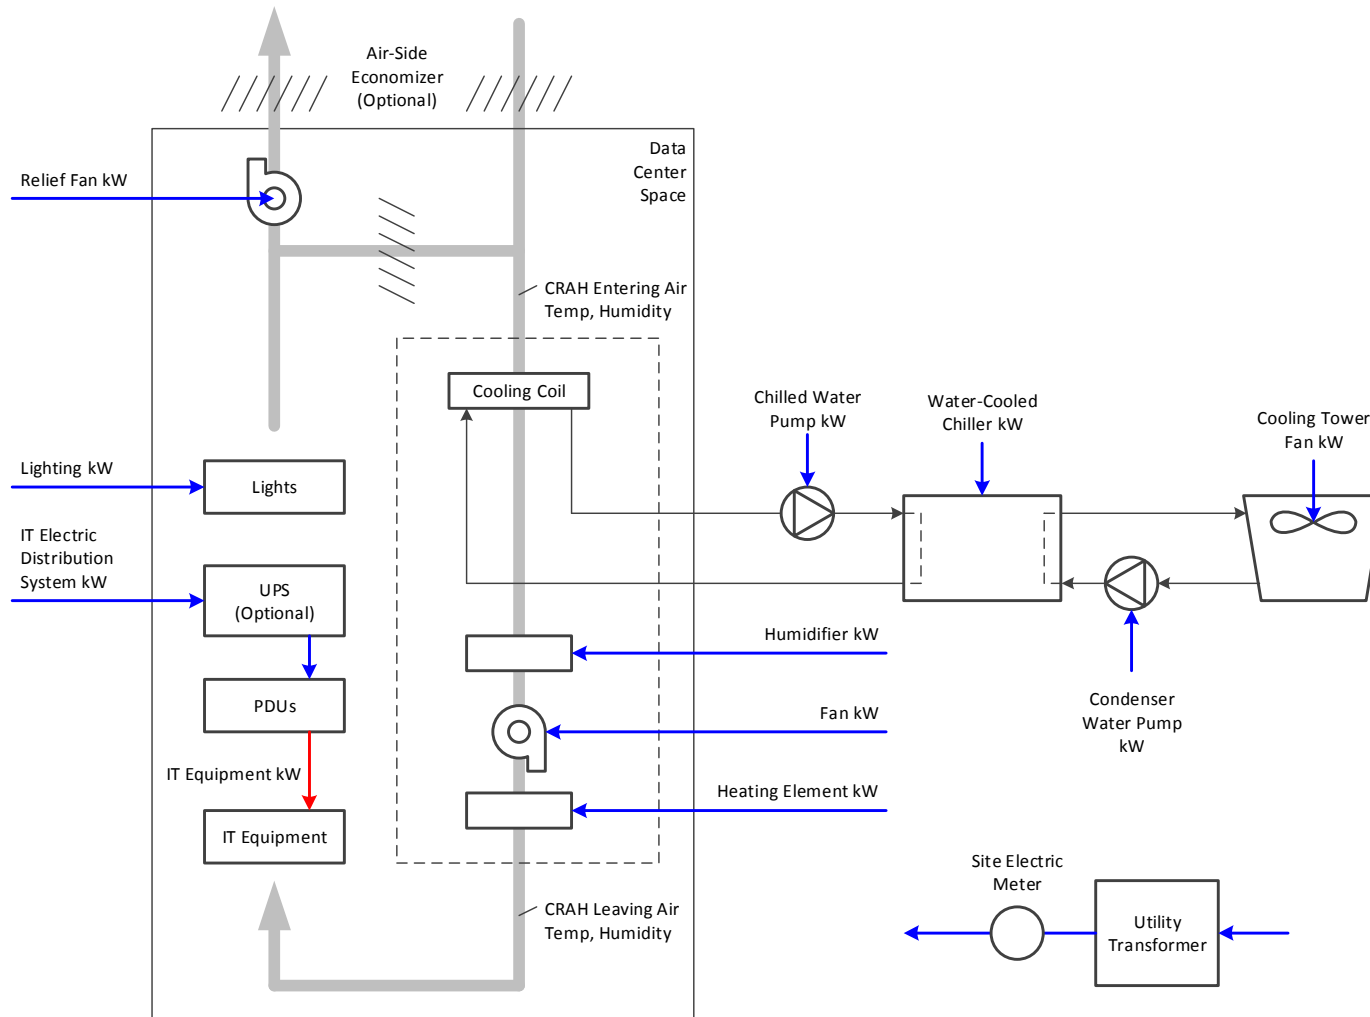 Air-Side
Economizer
(Optional)
Data
Center
Space
Relief Fan kW
CRAH Entering Air
Temp, Humidity
Cooling Coil
Chilled Water
Pump kW
Water-Cooled
Chiller kW
Cooling Tower
Fan kW
Lighting kW
Lights
IT Electric
Distribution
System kW
UPS
(Optional)
Humidifier kW
PDUs
Fan kW
Condenser
Water Pump
kW
IT Equipment kW
Heating Element kW
IT Equipment
Site Electric
Meter
CRAH Leaving Air
Temp, Humidity
Utility
Transformer